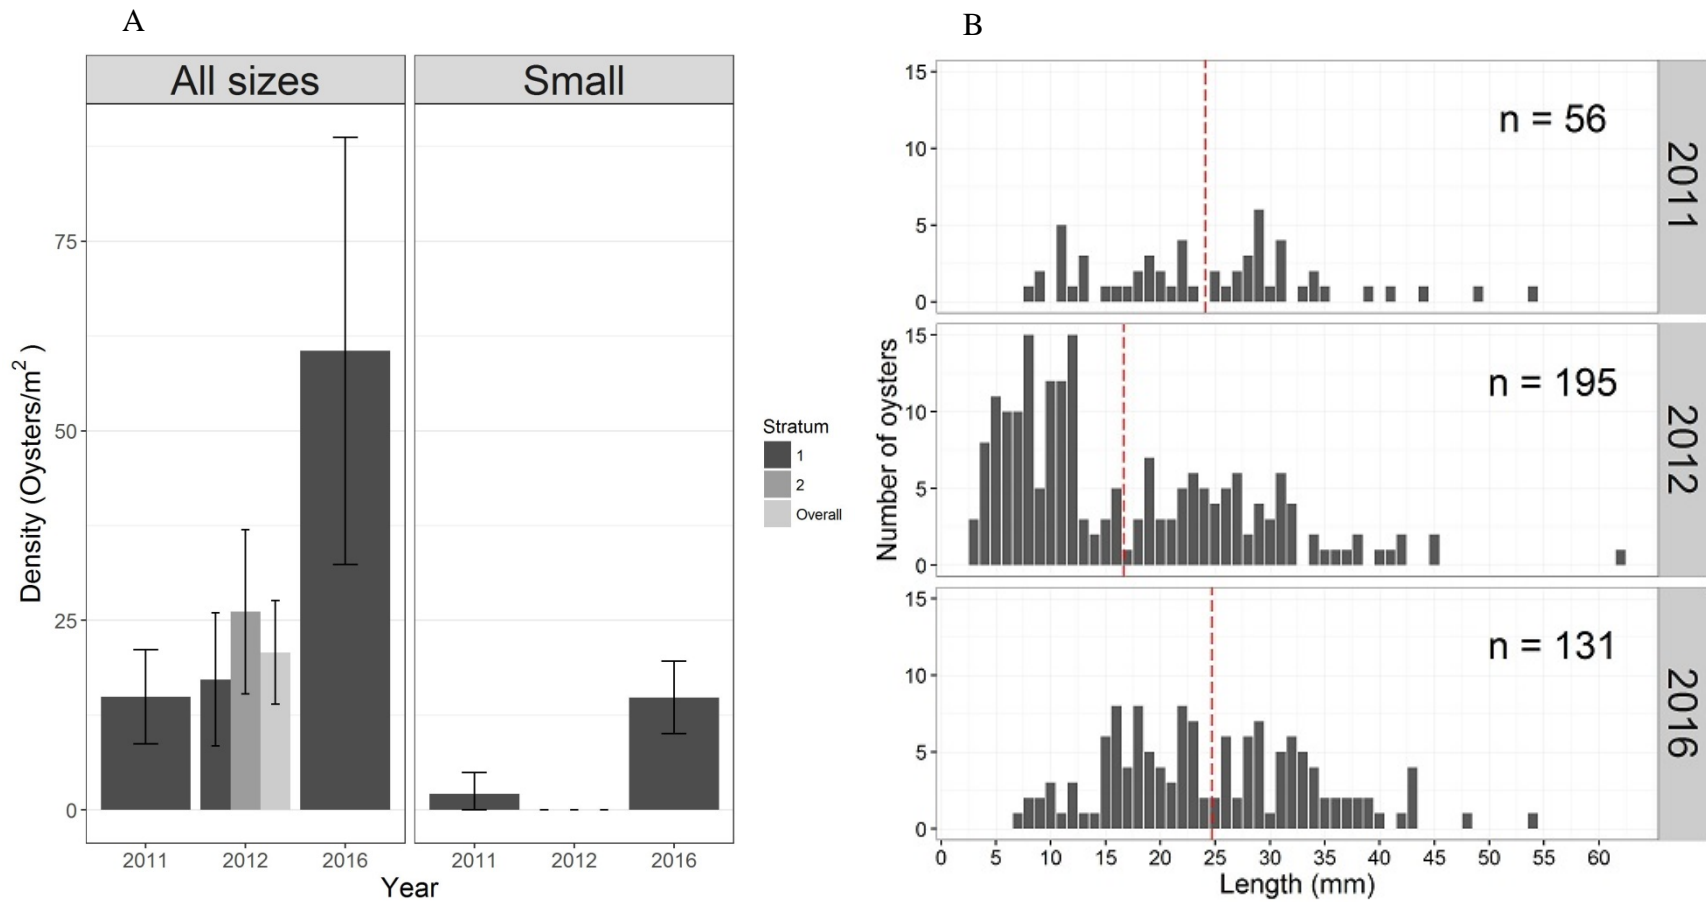 A
B
All sizes
Small
Density (Oysters/m2 )
75
50
25
0
2011
2012
2016
2011
2012
2016
Year
Stratum
1
2
Overall
Number of oysters
15
10
5
0
n = 56
2011
15
10
5
0
n = 195
2012
15
10
5
0
n = 131
2016
0 5 10 15 20 25 30 35 40 45 50 55 60
Length (mm)